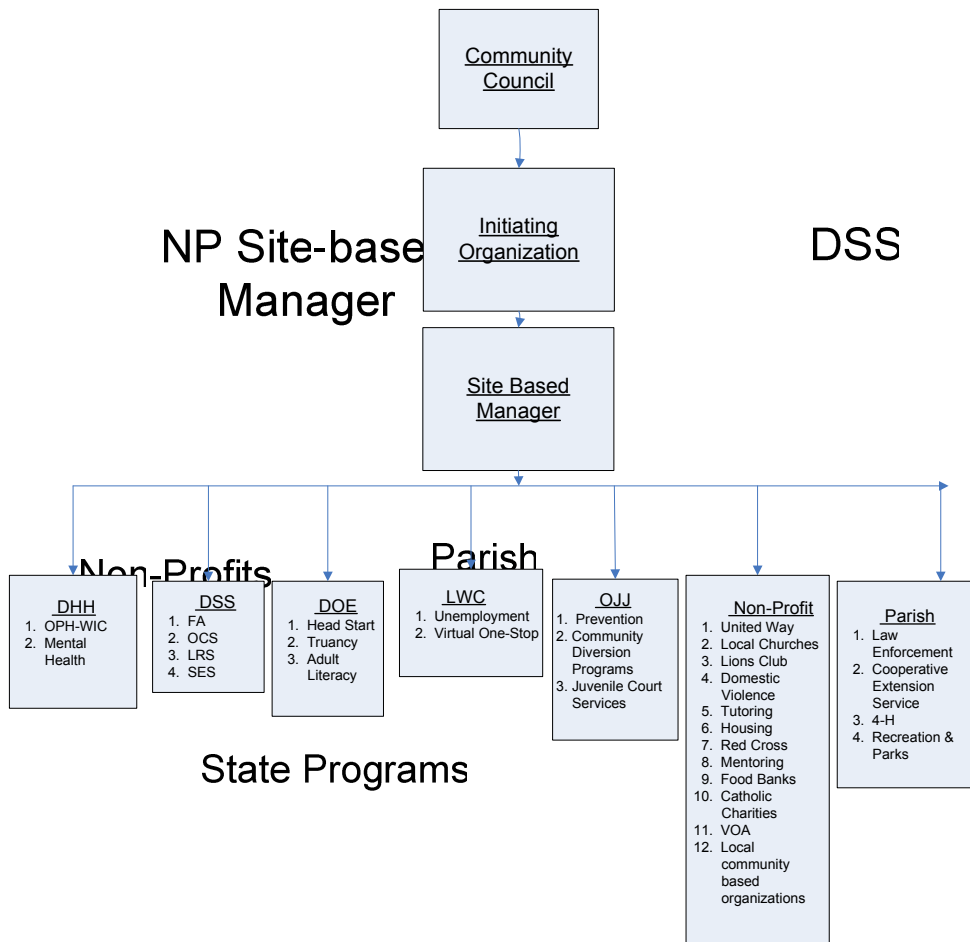 Community
Council
Initiating
Organization
NP Site-base
Manager
DSS
Site Based
Manager
Non-Profits
Parish
DHH
1. OPH-WIC
2. Mental
Health
DSS
1. FA
2. OCS
3. LRS
4. SES
DOE
1. Head Start
2. Truancy
3. Adult
Literacy
LWC
1. Unemployment
2. Virtual One-Stop
OJJ
1. Prevention
2. Community
Diversion
Programs
3. Juvenile Court
Services
Non-Profit
1. United Way
2. Local Churches
3. Lions Club
4. Domestic
Violence
5. Tutoring
6. Housing
7. Red Cross
8. Mentoring
9. Food Banks
10. Catholic
Charities
11. VOA
12. Local
community
based
organizations
Parish
1. Law
Enforcement
2. Cooperative
Extension
Service
3. 4-H
4. Recreation &
Parks
State Programs